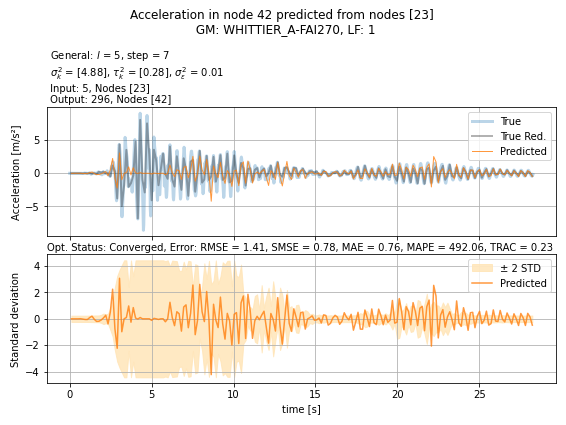 Acceleration in node 42 predicted from nodes [23]
GM: WHITTIER_A-FAI270, LF: 1
General: l = 5, step = 7
σ²ₖ = [4.88], τ²ₖ = [0.28], σ²ε = 0.01
Input: 5, Nodes [23]
Output: 296, Nodes [42]
Acceleration [m/s²]
5
0
−5
True
True Red.
Predicted
Opt. Status: Converged, Error: RMSE = 1.41, SMSE = 0.78, MAE = 0.76, MAPE = 492.06, TRAC = 0.23
Standard deviation
4
2
0
−2
−4
± 2 STD
Predicted
0 5 10 15 20 25
time [s]